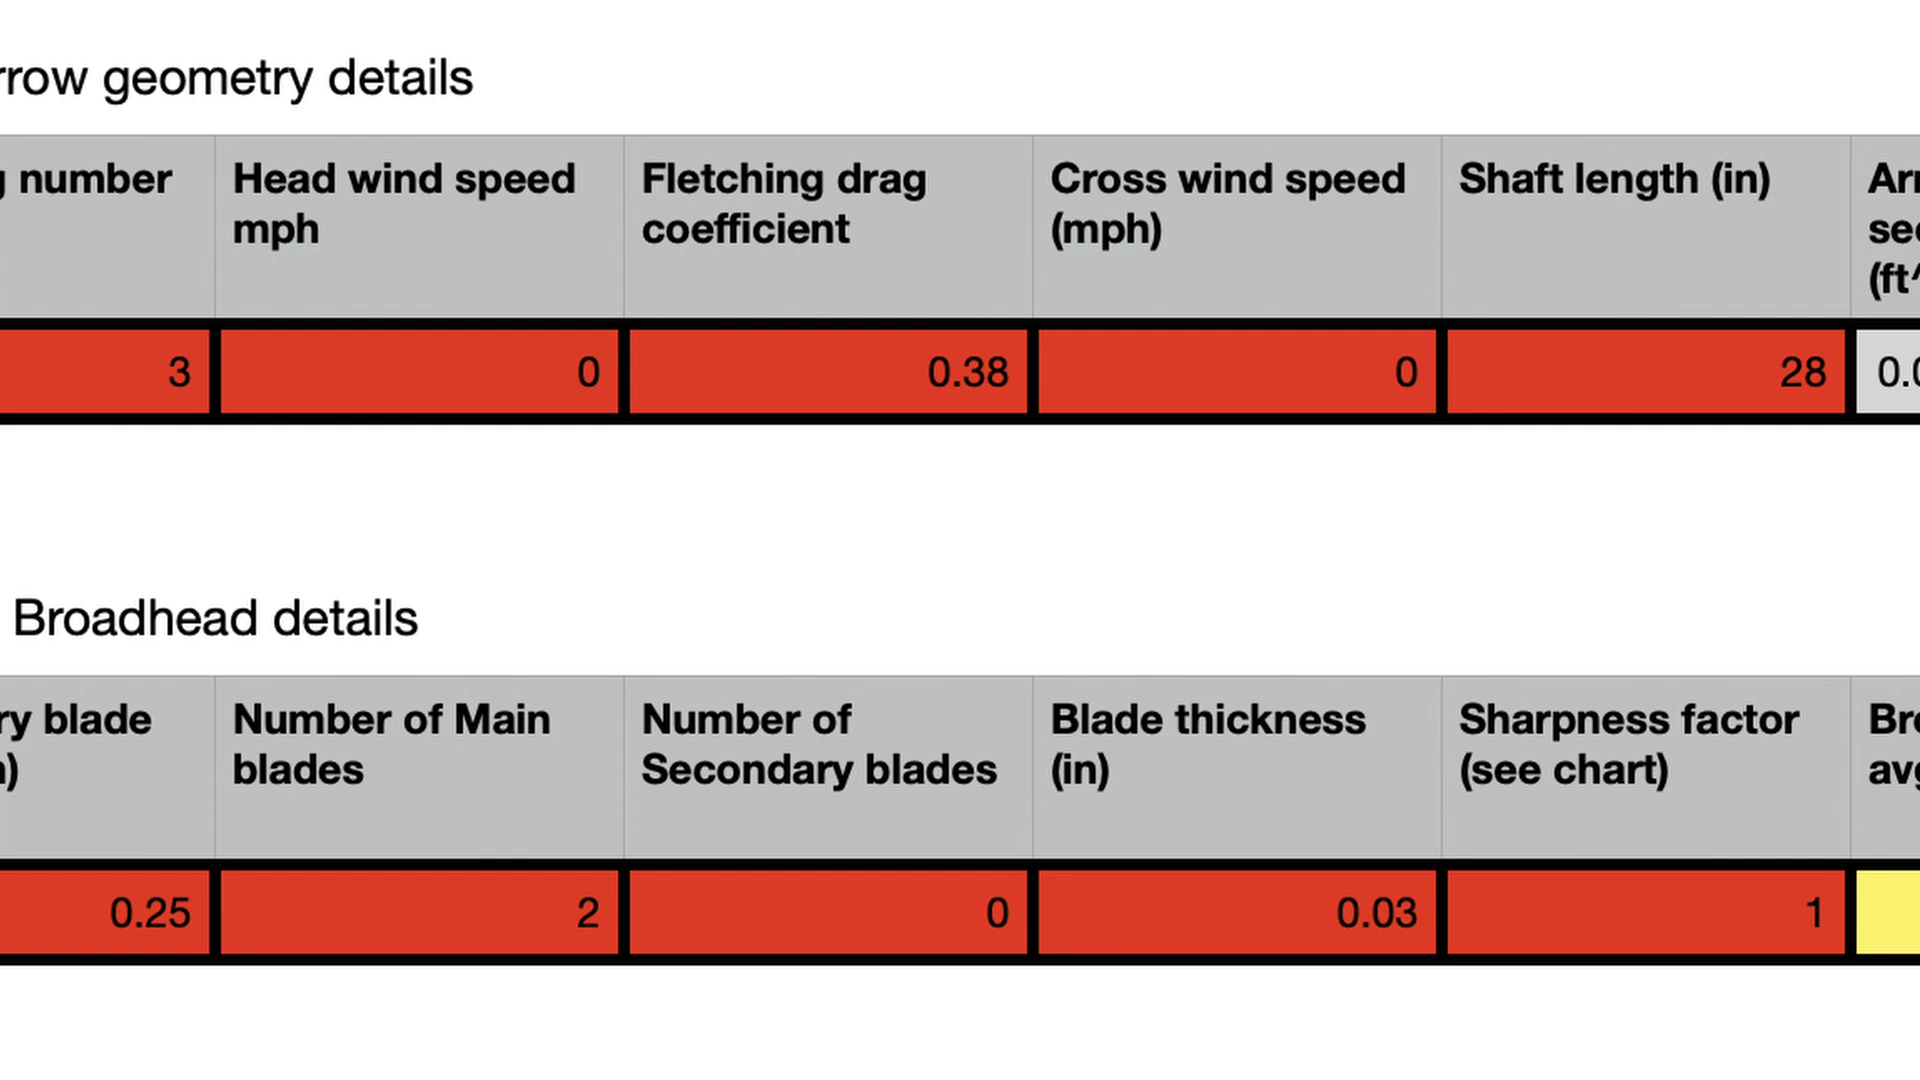 rrow geometry details
g number
Head wind speed
mph
Fletching drag
coefficient
Cross wind speed
(mph)
Shaft length (in)
3
0
0.38
0
28
0.0
Broadhead details
ry blade
Number of Main
blades
Number of
Secondary blades
Blade thickness
(in)
Sharpness factor
(see chart)
0.25
2
0
0.03
1